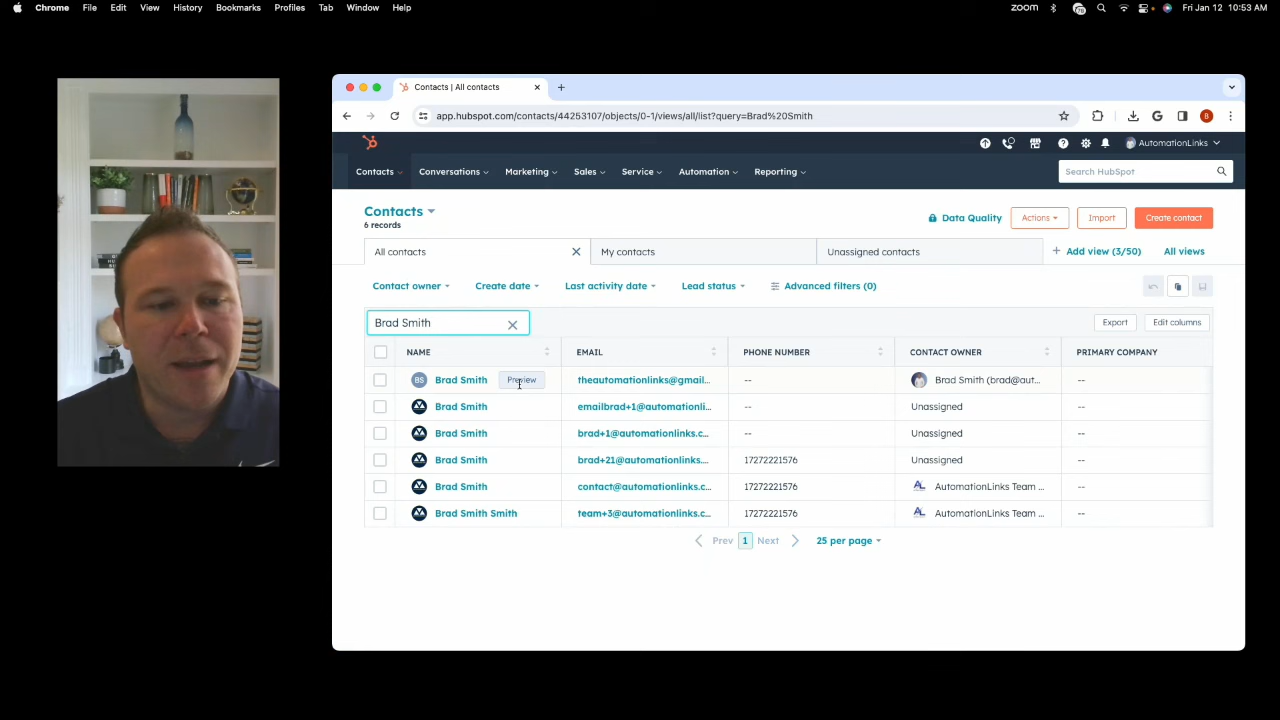 Chrome File Edit View History Bookmarks Profiles Tab Window Help zoom Fri Jan 12 10:53 AM
Contacts | All contacts
app.hubspot.com/contacts/44253107/objects/0-1/views/all/list?query=Brad%20Smith B
AutomationLinks
Contacts Conversations Marketing Sales Service Automation Reporting Search HubSpot
Contacts
6 records
Data Quality Actions Import Create contact
All contacts My contacts Unassigned contacts + Add view (3/50) All views
Contact owner Create date Last activity date Lead status Advanced filters (0)
Brad Smith Export Edit columns
NAME EMAIL PHONE NUMBER CONTACT OWNER PRIMARY COMPANY
BS Brad Smith Preview theautomationlinks@gmail... -- Brad Smith (brad@aut... --
Brad Smith emailbrad+1@automationli... -- Unassigned --
Brad Smith brad+1@automationlinks.c... -- Unassigned --
Brad Smith brad+21@automationlinks.... 17272221576 Unassigned --
Brad Smith contact@automationlinks.c... 17272221576 AL AutomationLinks Team ... --
Brad Smith Smith team+3@automationlinks.c... 17272221576 AL AutomationLinks Team ... --
Prev 1 Next 25 per page